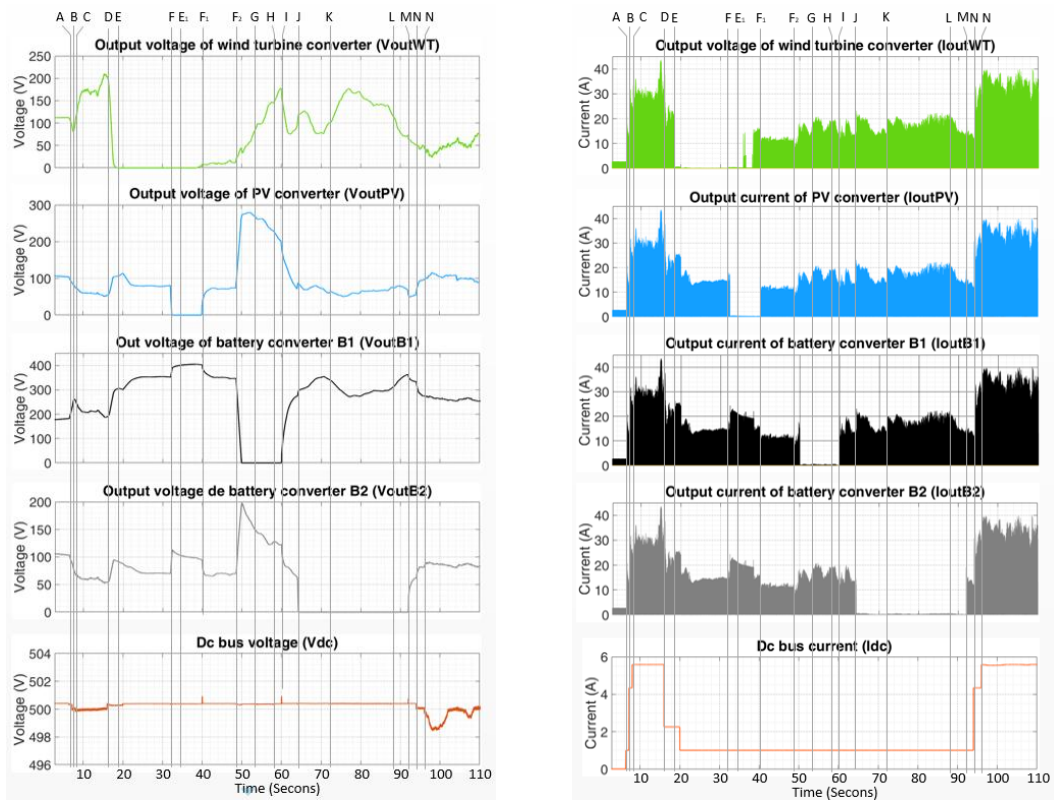 A B C D E F E₁ F₁ F₂ G H I J K L M N N
Output voltage of wind turbine converter (VoutWT)
Voltage (V)
250
200
150
100
50
0
Output voltage of PV converter (VoutPV)
Voltage (V)
300
200
100
0
Out voltage of battery converter B1 (VoutB1)
Voltage (V)
400
300
200
100
0
Output voltage de battery converter B2 (VoutB2)
Voltage (V)
200
150
100
50
0
Dc bus voltage (Vdc)
Voltage (V)
504
502
500
498
496
10 20 30 40 50 60 70 80 90 100 110
Time (Secons)
A B C D E F E₁ F₁ F₂ G H I J K L M N N
Output voltage of wind turbine converter (IoutWT)
Current (A)
40
30
20
10
0
Output current of PV converter (IoutPV)
Current (A)
40
30
20
10
0
Output current of battery converter B1 (IoutB1)
Current (A)
40
30
20
10
0
Output current of battery converter B2 (IoutB2)
Current (A)
40
30
20
10
0
Dc bus current (Idc)
Current (A)
6
4
2
0
10 20 30 40 50 60 70 80 90 100 110
Time (Secons)